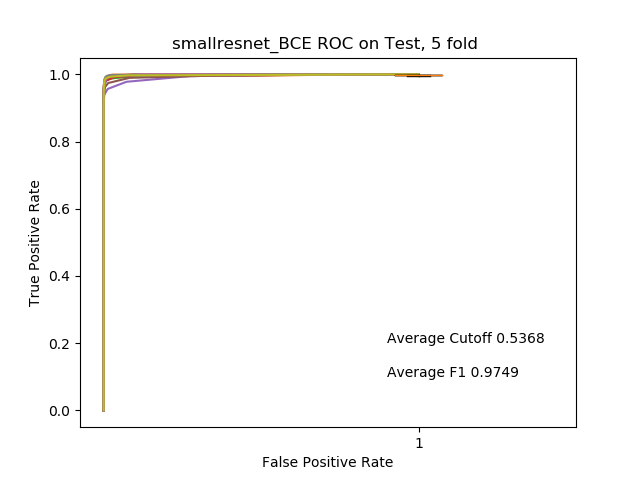 smallresnet_BCE ROC on Test, 5 fold
1.0
0.8
0.6
0.4
0.2
0.0
True Positive Rate
Average Cutoff 0.5368
Average F1 0.9749
1
False Positive Rate